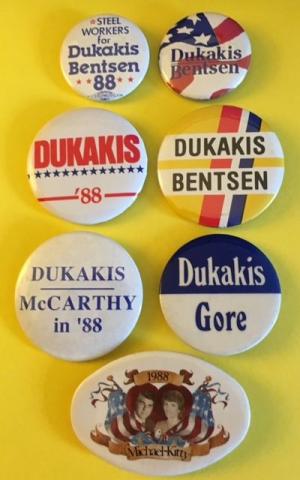 STEEL
WORKERS
for
Dukakis
Bentsen
88
Dukakis
Bentsen
DUKAKIS
'88
DUKAKIS
BENTSEN
DUKAKIS
McCARTHY
in '88
Dukakis
Gore
1988
Michael·Kitty